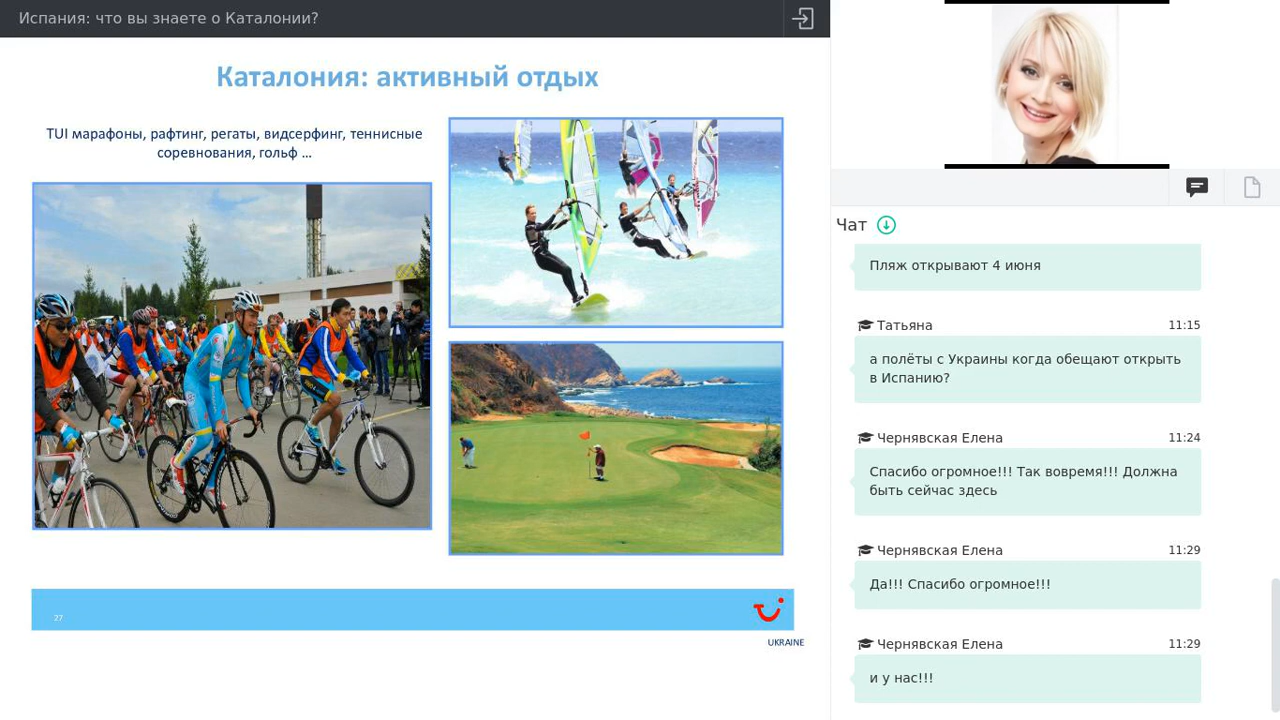 Испания: что вы знаете о Каталонии?
Каталония: активный отдых
TUI марафоны, рафтинг, регаты, видсерфинг, теннисные
соревнования, гольф ...
27
UKRAINE
Чат
Пляж открывают 4 июня
Татьяна 11:15
а полёты с Украины когда обещают открыть
в Испанию?
Чернявская Елена 11:24
Спасибо огромное!!! Так вовремя!!! Должна
быть сейчас здесь
Чернявская Елена 11:29
Да!!! Спасибо огромное!!!
Чернявская Елена 11:29
и у нас!!!